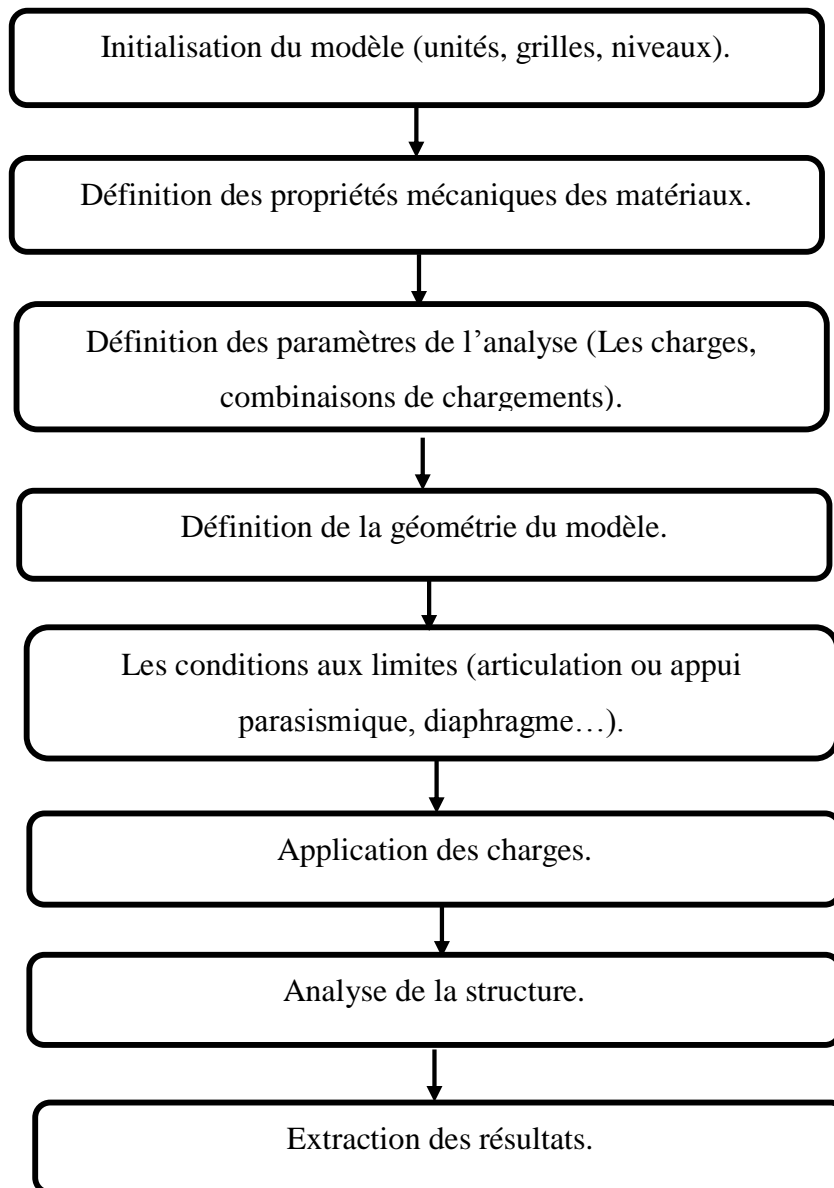 Initialisation du modèle (unités, grilles, niveaux).
Définition des propriétés mécaniques des matériaux.
Définition des paramètres de l’analyse (Les charges,
combinaisons de chargements).
Définition de la géométrie du modèle.
Les conditions aux limites (articulation ou appui
parasismique, diaphragme…).
Application des charges.
Analyse de la structure.
Extraction des résultats.